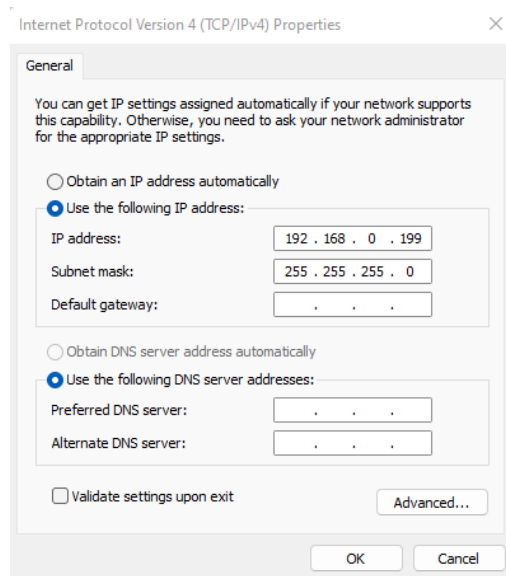 Internet Protocol Version 4 (TCP/IPv4) Properties
General
You can get IP settings assigned automatically if your network supports
this capability. Otherwise, you need to ask your network administrator
for the appropriate IP settings.
Obtain an IP address automatically
Use the following IP address:
IP address: 192 . 168 . 0 . 199
Subnet mask: 255 . 255 . 255 . 0
Default gateway: . . .
Obtain DNS server address automatically
Use the following DNS server addresses:
Preferred DNS server: . . .
Alternate DNS server: . . .
Validate settings upon exit
Advanced...
OK Cancel